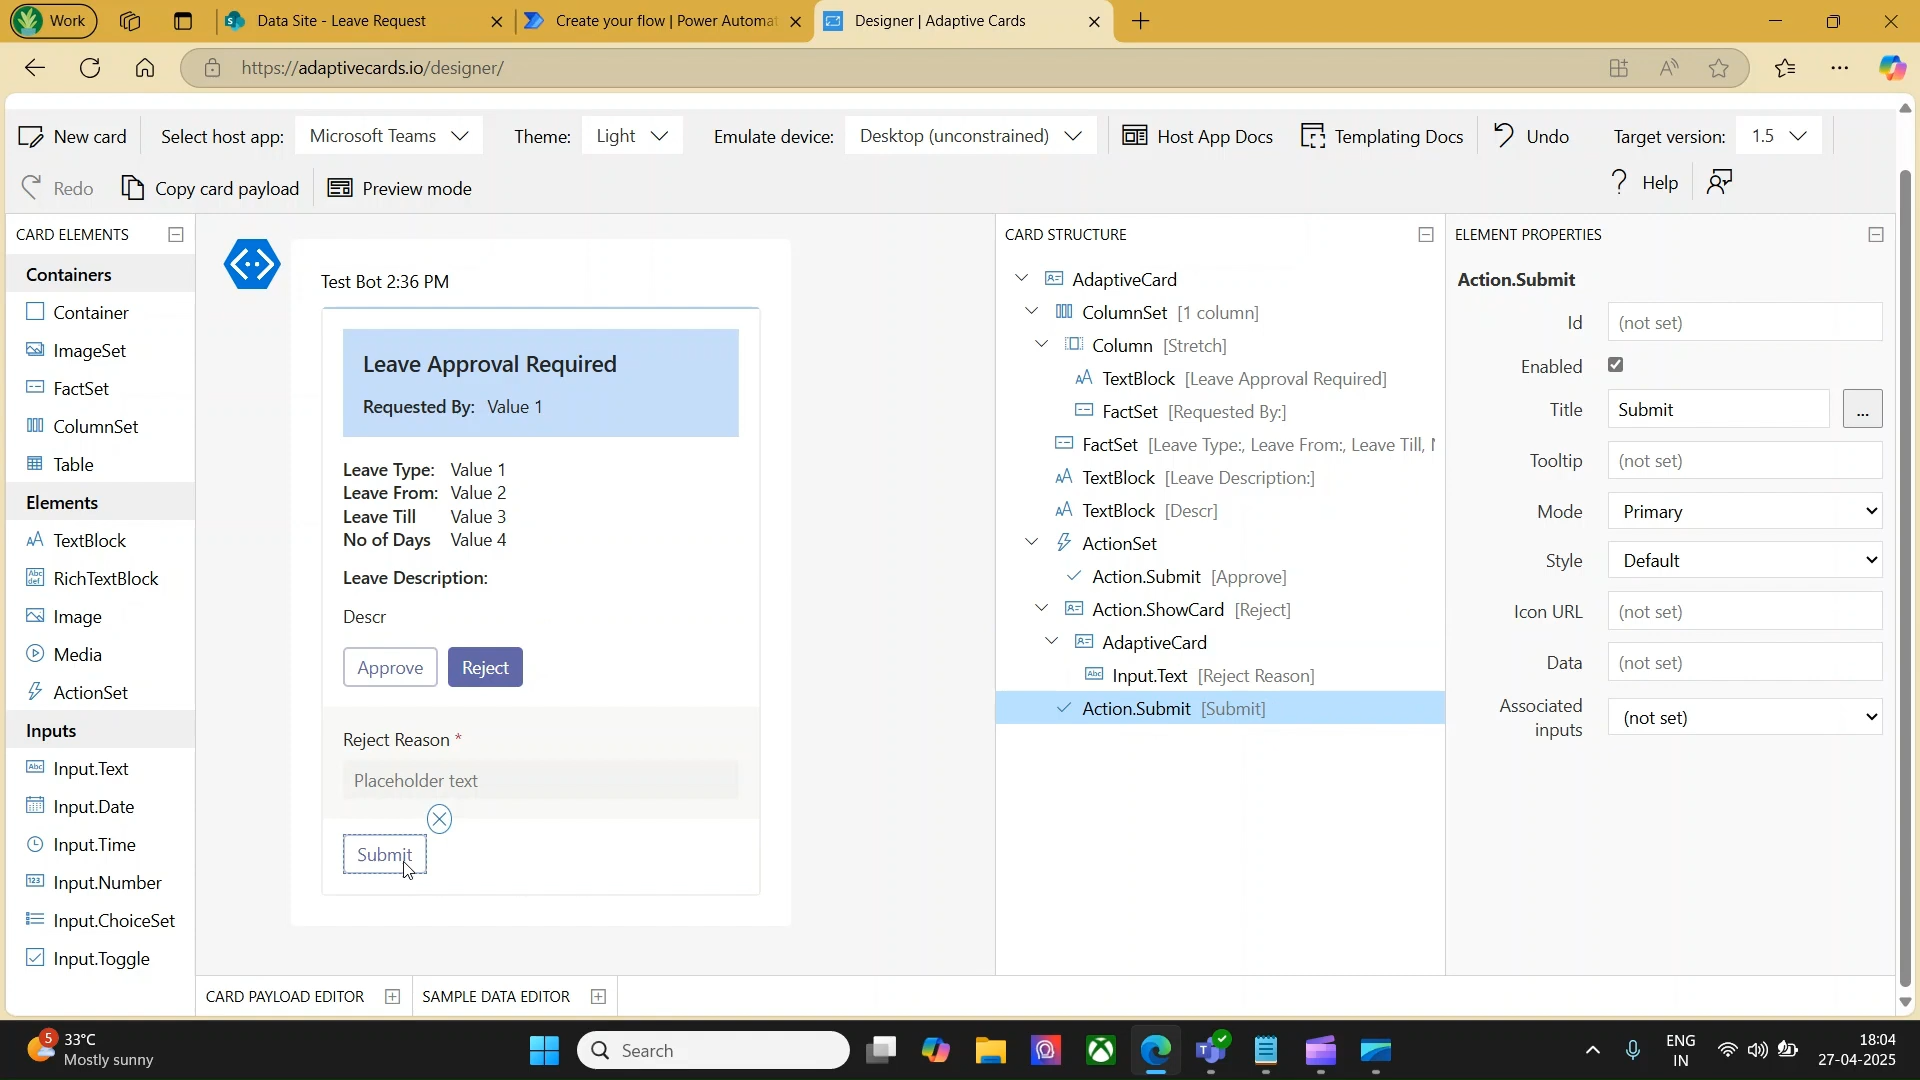 Work
Data Site - Leave Request
Create your flow | Power Automat
Designer | Adaptive Cards
https://adaptivecards.io/designer/
New card
Select host app:
Microsoft Teams
Theme:
Light
Emulate device:
Desktop (unconstrained)
Host App Docs
Templating Docs
Undo
Target version:
1.5
Redo
Copy card payload
Preview mode
Help
CARD ELEMENTS
Containers
Container
ImageSet
FactSet
ColumnSet
Table
Elements
TextBlock
RichTextBlock
Image
Media
ActionSet
Inputs
Input.Text
Input.Date
Input.Time
Input.Number
Input.ChoiceSet
Input.Toggle
Test Bot 2:36 PM
Leave Approval Required
Requested By: Value 1
Leave Type: Value 1
Leave From: Value 2
Leave Till Value 3
No of Days Value 4
Leave Description:
Descr
Approve
Reject
Reject Reason *
Placeholder text
Submit
CARD PAYLOAD EDITOR
SAMPLE DATA EDITOR
CARD STRUCTURE
AdaptiveCard
ColumnSet [1 column]
Column [Stretch]
TextBlock [Leave Approval Required]
FactSet [Requested By:]
FactSet [Leave Type:, Leave From:, Leave Till, 
TextBlock [Leave Description:]
TextBlock [Descr]
ActionSet
Action.Submit [Approve]
Action.ShowCard [Reject]
AdaptiveCard
Input.Text [Reject Reason]
Action.Submit [Submit]
ELEMENT PROPERTIES
Action.Submit
Id (not set)
Enabled
Title Submit ...
Tooltip (not set)
Mode Primary
Style Default
Icon URL (not set)
Data (not set)
Associated inputs (not set)
5
33°C
Mostly sunny
Search
ENG
IN
18:04
27-04-2025